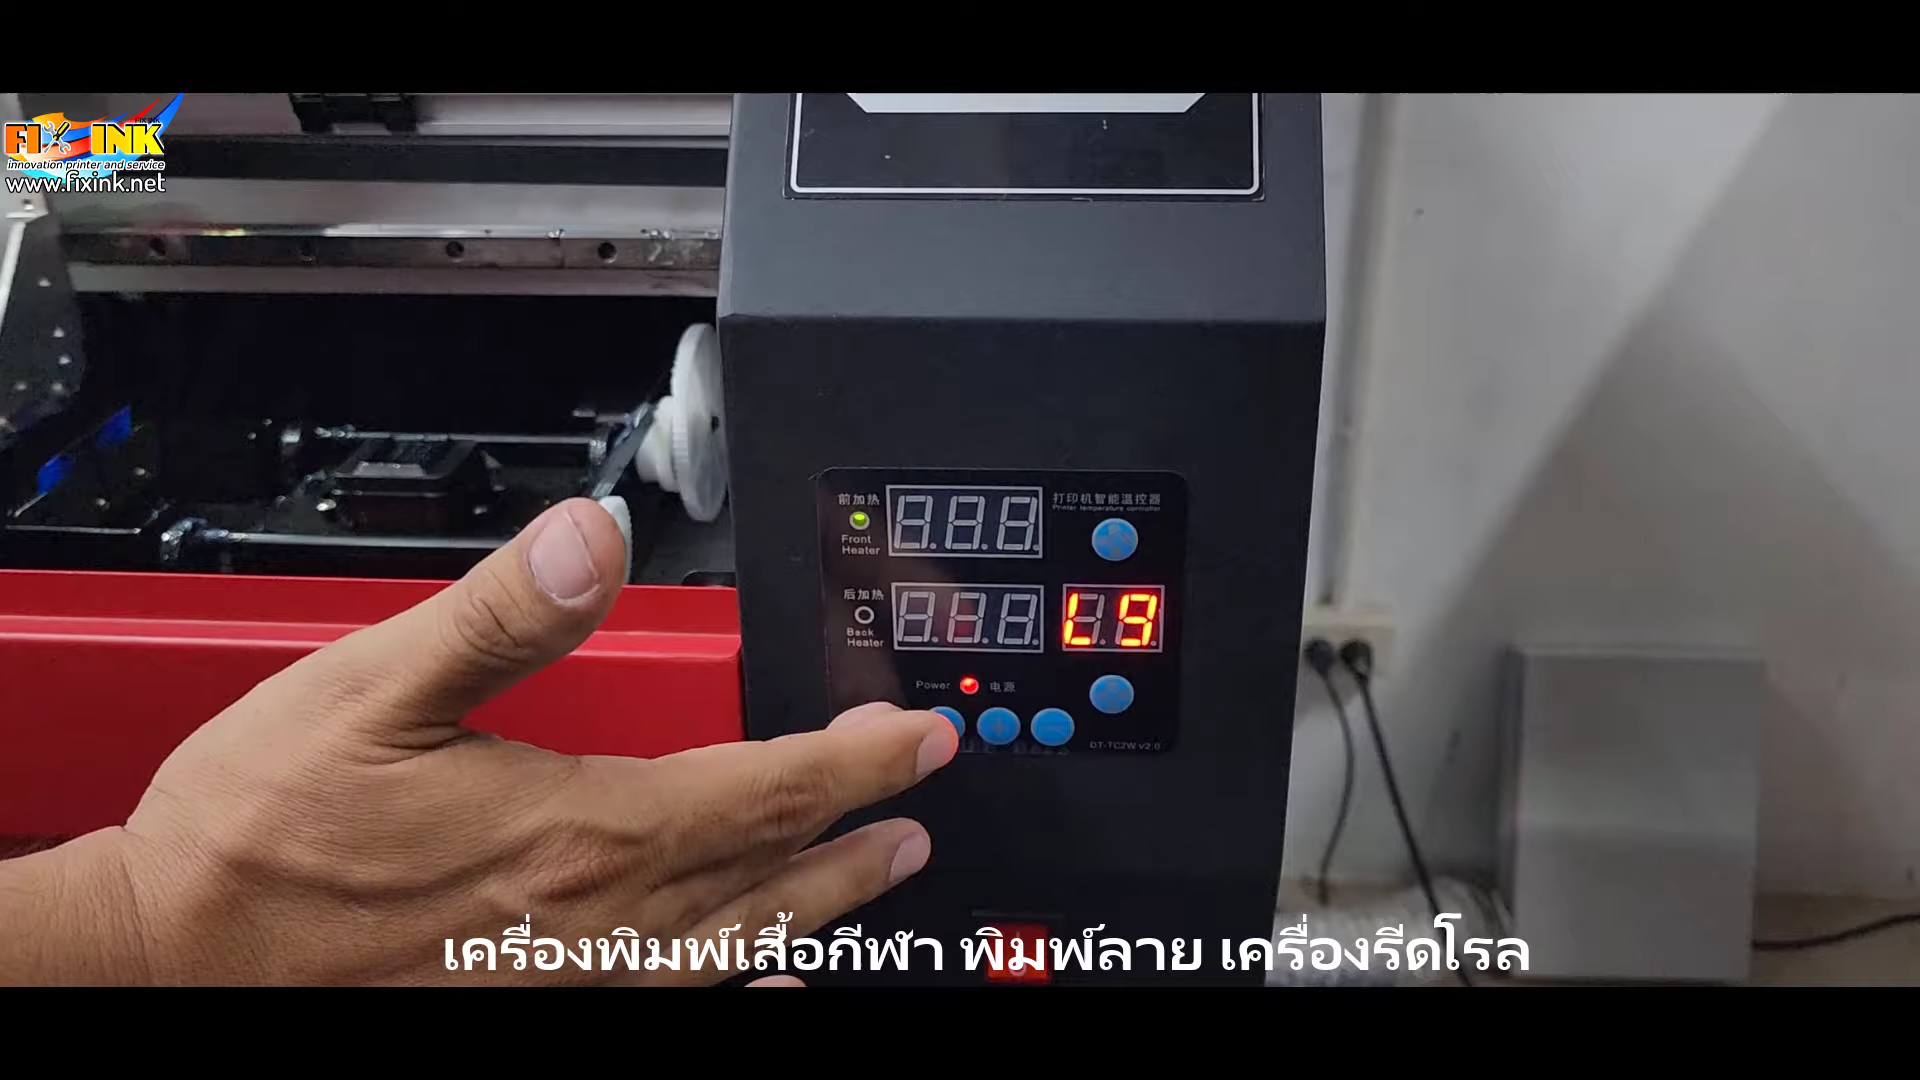 FIX INK
innovation printer and service
www.fixink.net
前加热
Front
Heater
打印机智能温控器
Printer temperature controller
后加热
Back
Heater
L9
Power 电源
DT-TC2W v2.0
เครื่องพิมพ์เสื้อกีฬา พิมพ์ลาย เครื่องรีดโรล